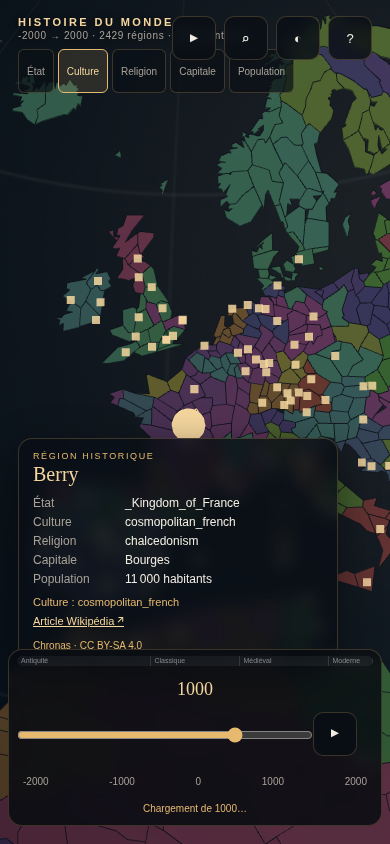 HISTOIRE DU MONDE
-2000 → 2000 · 2429 régions ·
?
État
Culture
Religion
Capitale
Population
RÉGION HISTORIQUE
Berry
État _Kingdom_of_France
Culture cosmopolitan_french
Religion chalcedonism
Capitale Bourges
Population 11 000 habitants
Culture : cosmopolitan_french
Article Wikipédia ↗
Chronas · CC BY-SA 4.0
Antiquité Classique Médiéval Moderne
1000
-2000 -1000 0 1000 2000
Chargement de 1000…